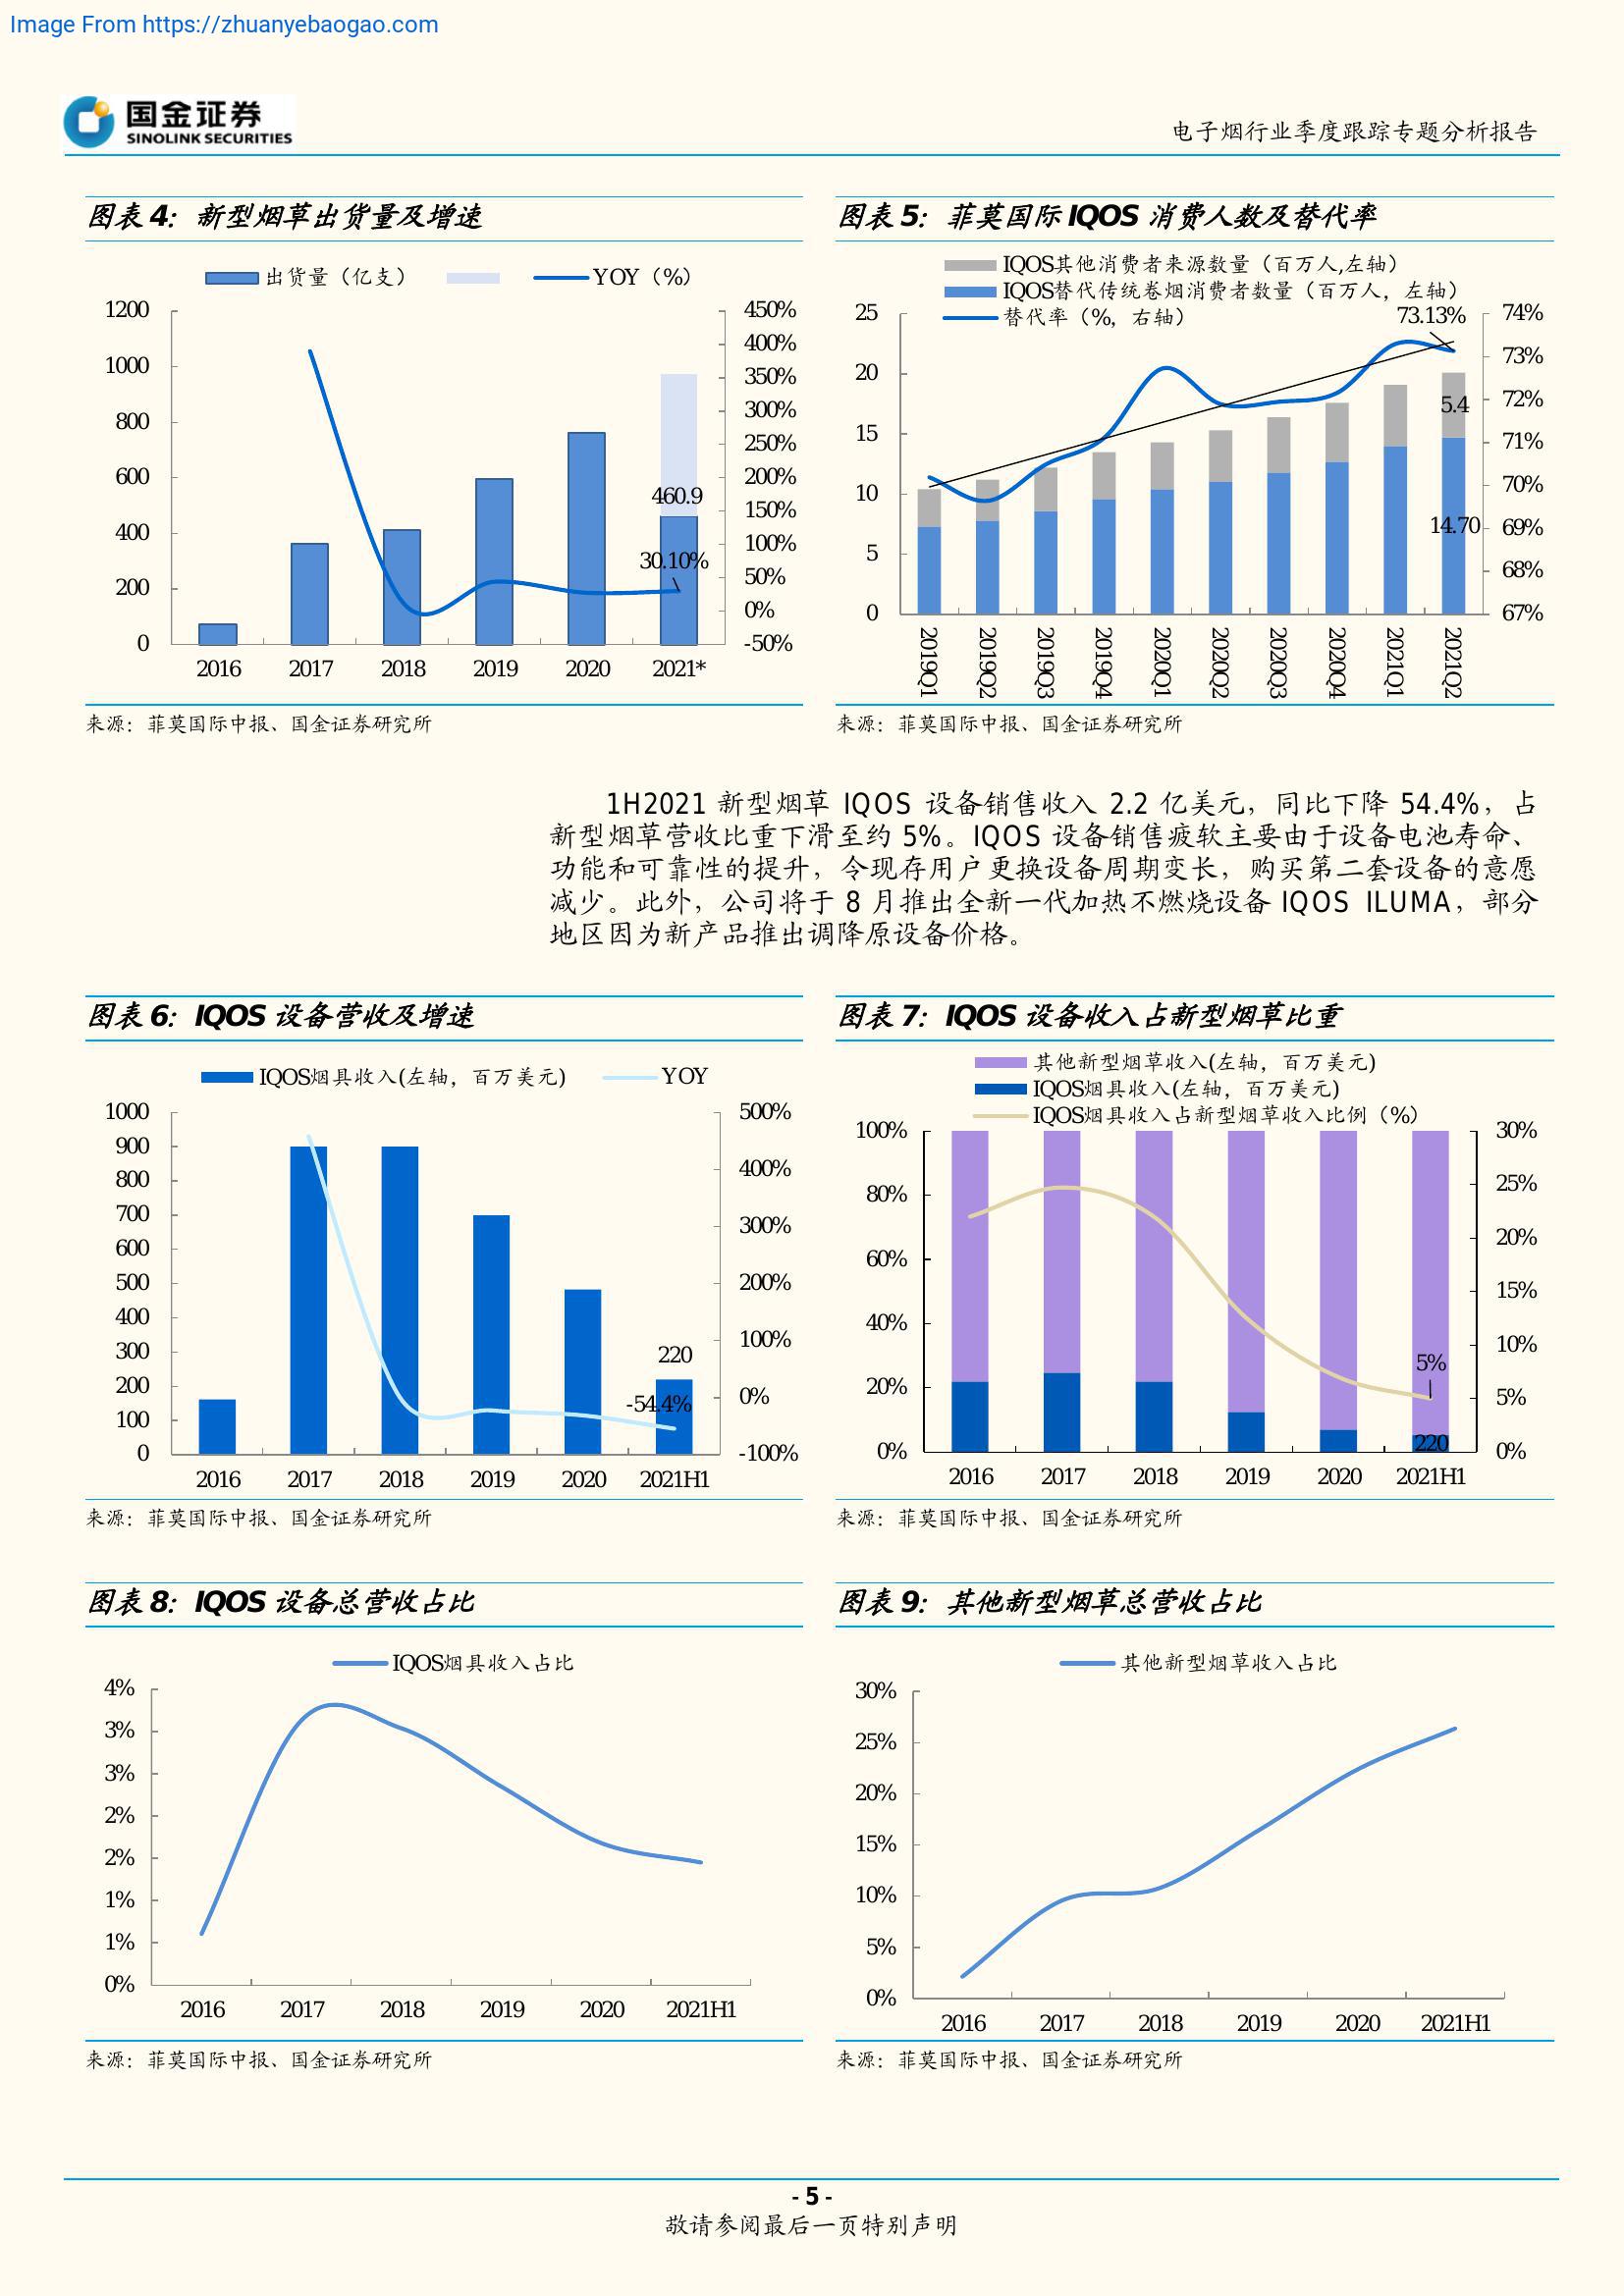 Image From https://zhuanyebaogao.com
国金证券
SINOLINK SECURITIES
电子烟行业季度跟踪专题分析报告
图表 4：新型烟草出货量及增速
出货量（亿支）
YOY（%）
1200
1000
800
600
400
200
0
450%
400%
350%
300%
250%
200%
150%
100%
50%
0%
-50%
460.9
30.10%
2016 2017 2018 2019 2020 2021*
来源：菲莫国际中报、国金证券研究所
图表 5：菲莫国际 IQOS 消费人数及替代率
IQOS其他消费者来源数量（百万人,左轴）
IQOS替代传统卷烟消费者数量（百万人，左轴）
替代率（%，右轴）
25
20
15
10
5
0
74%
73%
72%
71%
70%
69%
68%
67%
73.13%
5.4
14.70
2019Q1 2019Q2 2019Q3 2019Q4 2020Q1 2020Q2 2020Q3 2020Q4 2021Q1 2021Q2
来源：菲莫国际中报、国金证券研究所
1H2021 新型烟草 IQOS 设备销售收入 2.2 亿美元，同比下降 54.4%，占
新型烟草营收比重下滑至约 5%。IQOS 设备销售疲软主要由于设备电池寿命、
功能和可靠性的提升，令现存用户更换设备周期变长，购买第二套设备的意愿
减少。此外，公司将于 8 月推出全新一代加热不燃烧设备 IQOS ILUMA，部分
地区因为新产品推出调降原设备价格。
图表 6：IQOS 设备营收及增速
IQOS烟具收入(左轴，百万美元)
YOY
1000
900
800
700
600
500
400
300
200
100
0
500%
400%
300%
200%
100%
0%
-100%
220
-54.4%
2016 2017 2018 2019 2020 2021H1
来源：菲莫国际中报、国金证券研究所
图表 7：IQOS 设备收入占新型烟草比重
其他新型烟草收入(左轴，百万美元)
IQOS烟具收入(左轴，百万美元)
IQOS烟具收入占新型烟草收入比例（%）
100%
80%
60%
40%
20%
0%
30%
25%
20%
15%
10%
5%
0%
5%
220
2016 2017 2018 2019 2020 2021H1
来源：菲莫国际中报、国金证券研究所
图表 8：IQOS 设备总营收占比
IQOS烟具收入占比
4%
3%
3%
2%
2%
1%
1%
0%
2016 2017 2018 2019 2020 2021H1
来源：菲莫国际中报、国金证券研究所
图表 9：其他新型烟草总营收占比
其他新型烟草收入占比
30%
25%
20%
15%
10%
5%
0%
2016 2017 2018 2019 2020 2021H1
来源：菲莫国际中报、国金证券研究所
- 5 -
敬请参阅最后一页特别声明